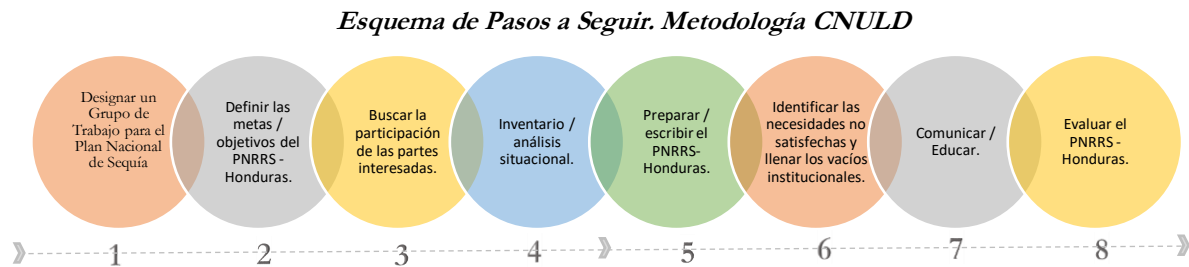 Esquema de Pasos a Seguir. Metodología CNULD
Designar un
Grupo de
Trabajo para el
Plan Nacional
de Sequía
Definir las
metas /
objetivos del
PNRRS -
Honduras.
Buscar la
participación
de las partes
interesadas.
Inventario /
análisis
situacional.
Preparar /
escribir el
PNRRS-
Honduras.
Identificar las
necesidades no
satisfechas y
llenar los vacíos
institucionales.
Comunicar /
Educar.
Evaluar el
PNRRS -
Honduras.
1 2 3 4 5 6 7 8